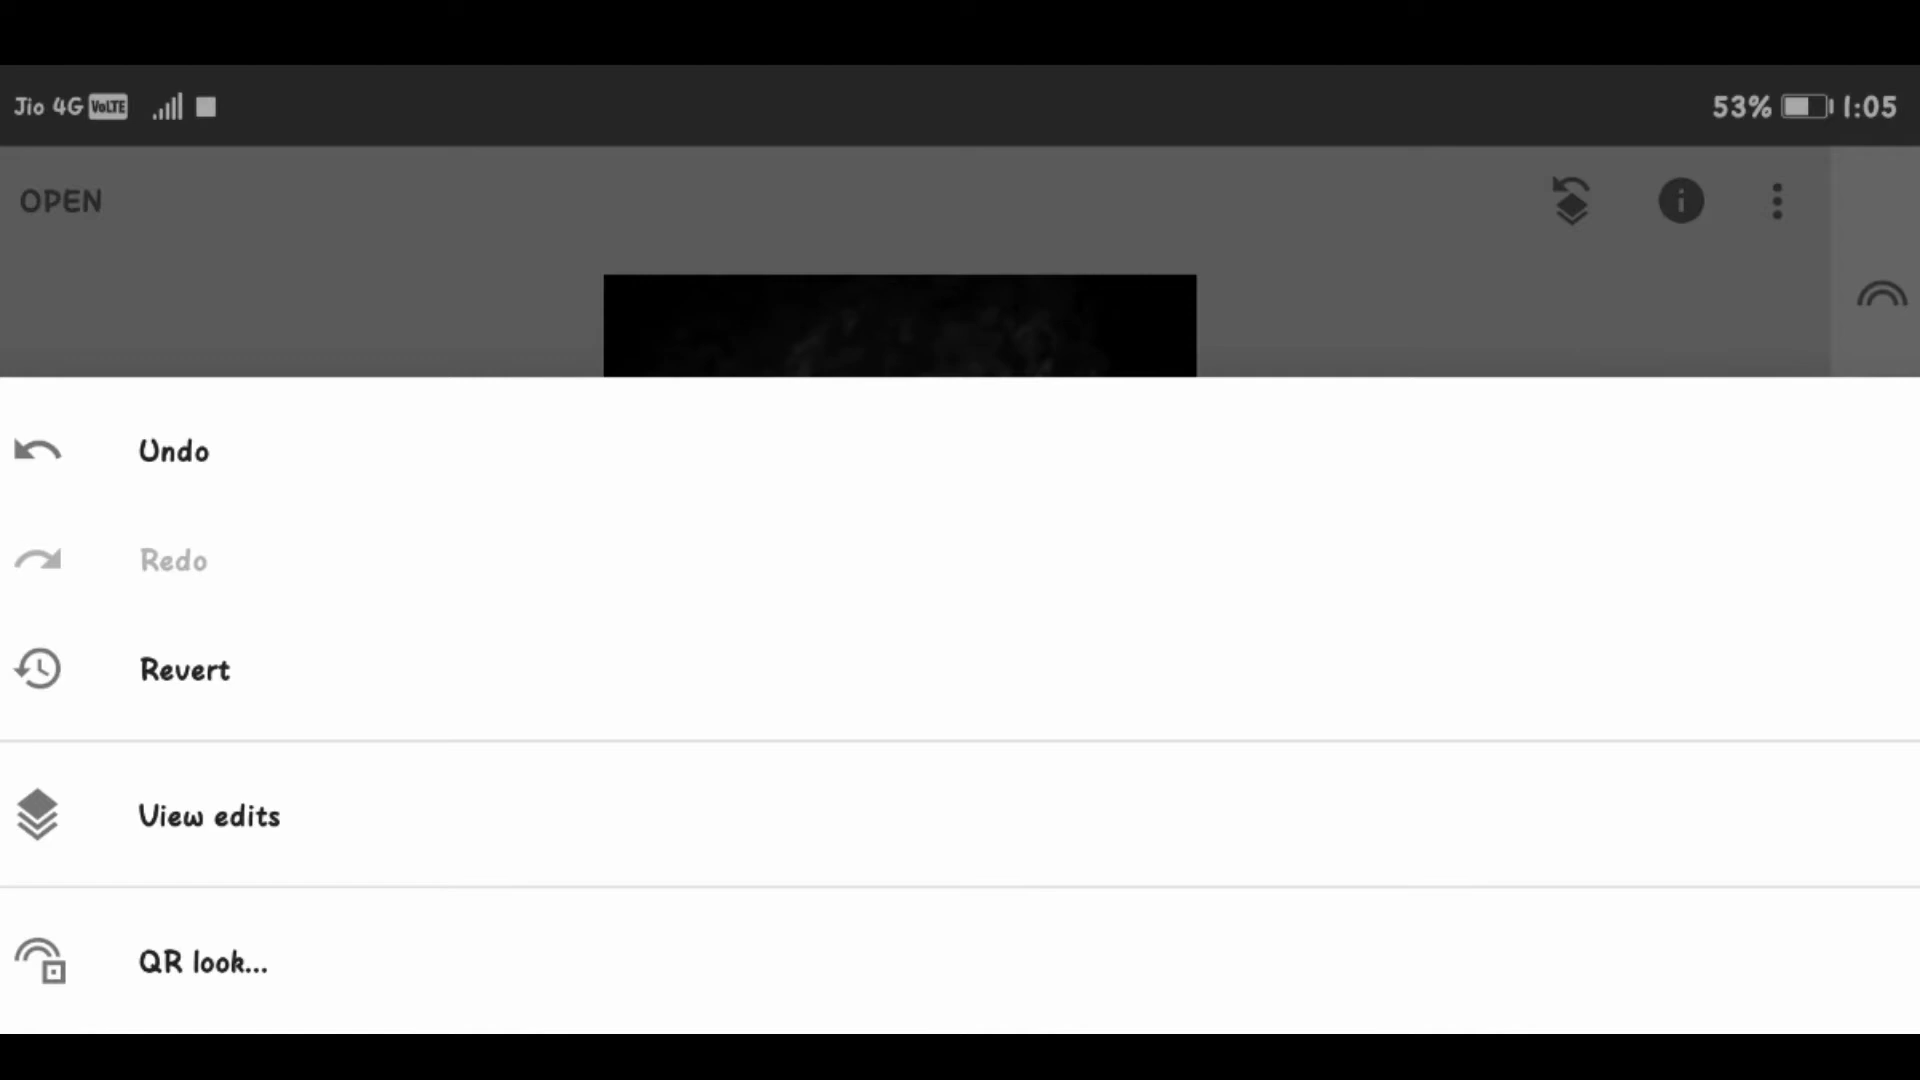 Jio 4G VoLTE 53% 1:05
OPEN
Undo
Redo
Revert
View edits
QR look...